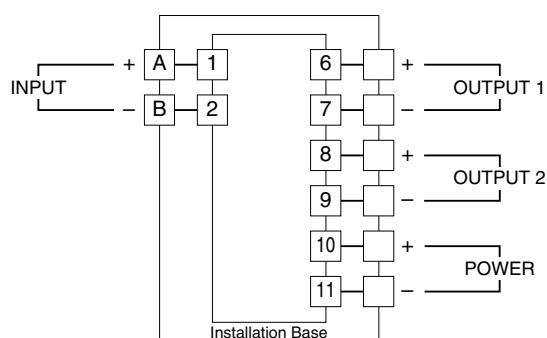 + A 1 6 +
INPUT OUTPUT 1
– B 2 7 –
8 +
OUTPUT 2
9 –
10 +
POWER
11 –
Installation Base